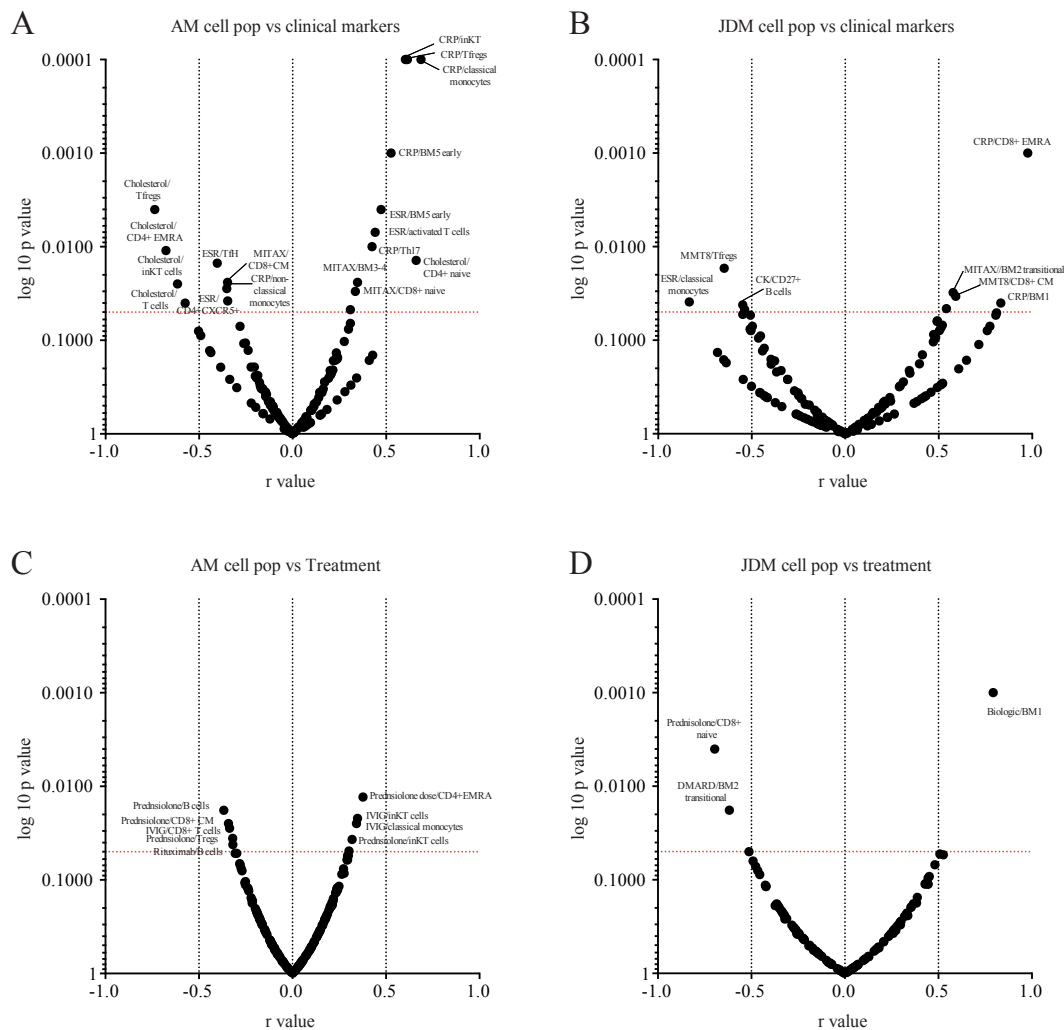 A
AM cell pop vs clinical markers
log 10 p value
0.0001
0.0010
0.0100
0.1000
1
-1.0
-0.5
0.0
0.5
1.0
r value
CRP/inKT
CRP/Tfregs
CRP/classical
monocytes
CRP/BM5 early
Cholesterol/
Tfregs
ESR/BM5 early
Cholesterol/
CD4+ EMRA
ESR/activated T cells
ESR/TfH
MITAX/
CD8+CM
CRP/Th17
Cholesterol/
inKT cells
CRP/non-
classical
monocytes
MITAX/BM3-4
Cholesterol/
CD4+ naive
Cholesterol/
T cells
ESR/
CD4+CXCR5+
MITAX/CD8+ naive
B
JDM cell pop vs clinical markers
log 10 p value
0.0001
0.0010
0.0100
0.1000
1
-1.0
-0.5
0.0
0.5
1.0
r value
CRP/CD8+ EMRA
MMT8/Tfregs
ESR/classical
monocytes
CK/CD27+
B cells
MITAX/BM2 transitional
MMT8/CD8+ CM
CRP/BM1
C
AM cell pop vs Treatment
log 10 p value
0.0001
0.0010
0.0100
0.1000
1
-1.0
-0.5
0.0
0.5
1.0
r value
Prednsiolone/B cells
Prednsiolone/CD8+ CM
IVIG/CD8+ T cells
Prednsiolone/Tregs
Rituximab/B cells
Prednsiolone dose/CD4+EMRA
IVIG/inKT cells
IVIG/classical monocytes
Prednsiolone/inKT cells
D
JDM cell pop vs treatment
log 10 p value
0.0001
0.0010
0.0100
0.1000
1
-1.0
-0.5
0.0
0.5
1.0
r value
Biologic/BM1
Prednisolone/CD8+
naive
DMARD/BM2
transitional